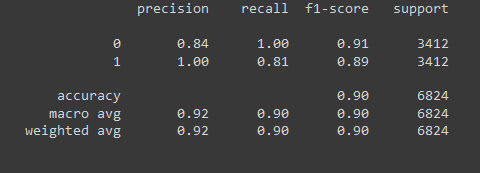 precision recall f1-score support
0 0.84 1.00 0.91 3412
1 1.00 0.81 0.89 3412
accuracy 0.90 6824
macro avg 0.92 0.90 0.90 6824
weighted avg 0.92 0.90 0.90 6824